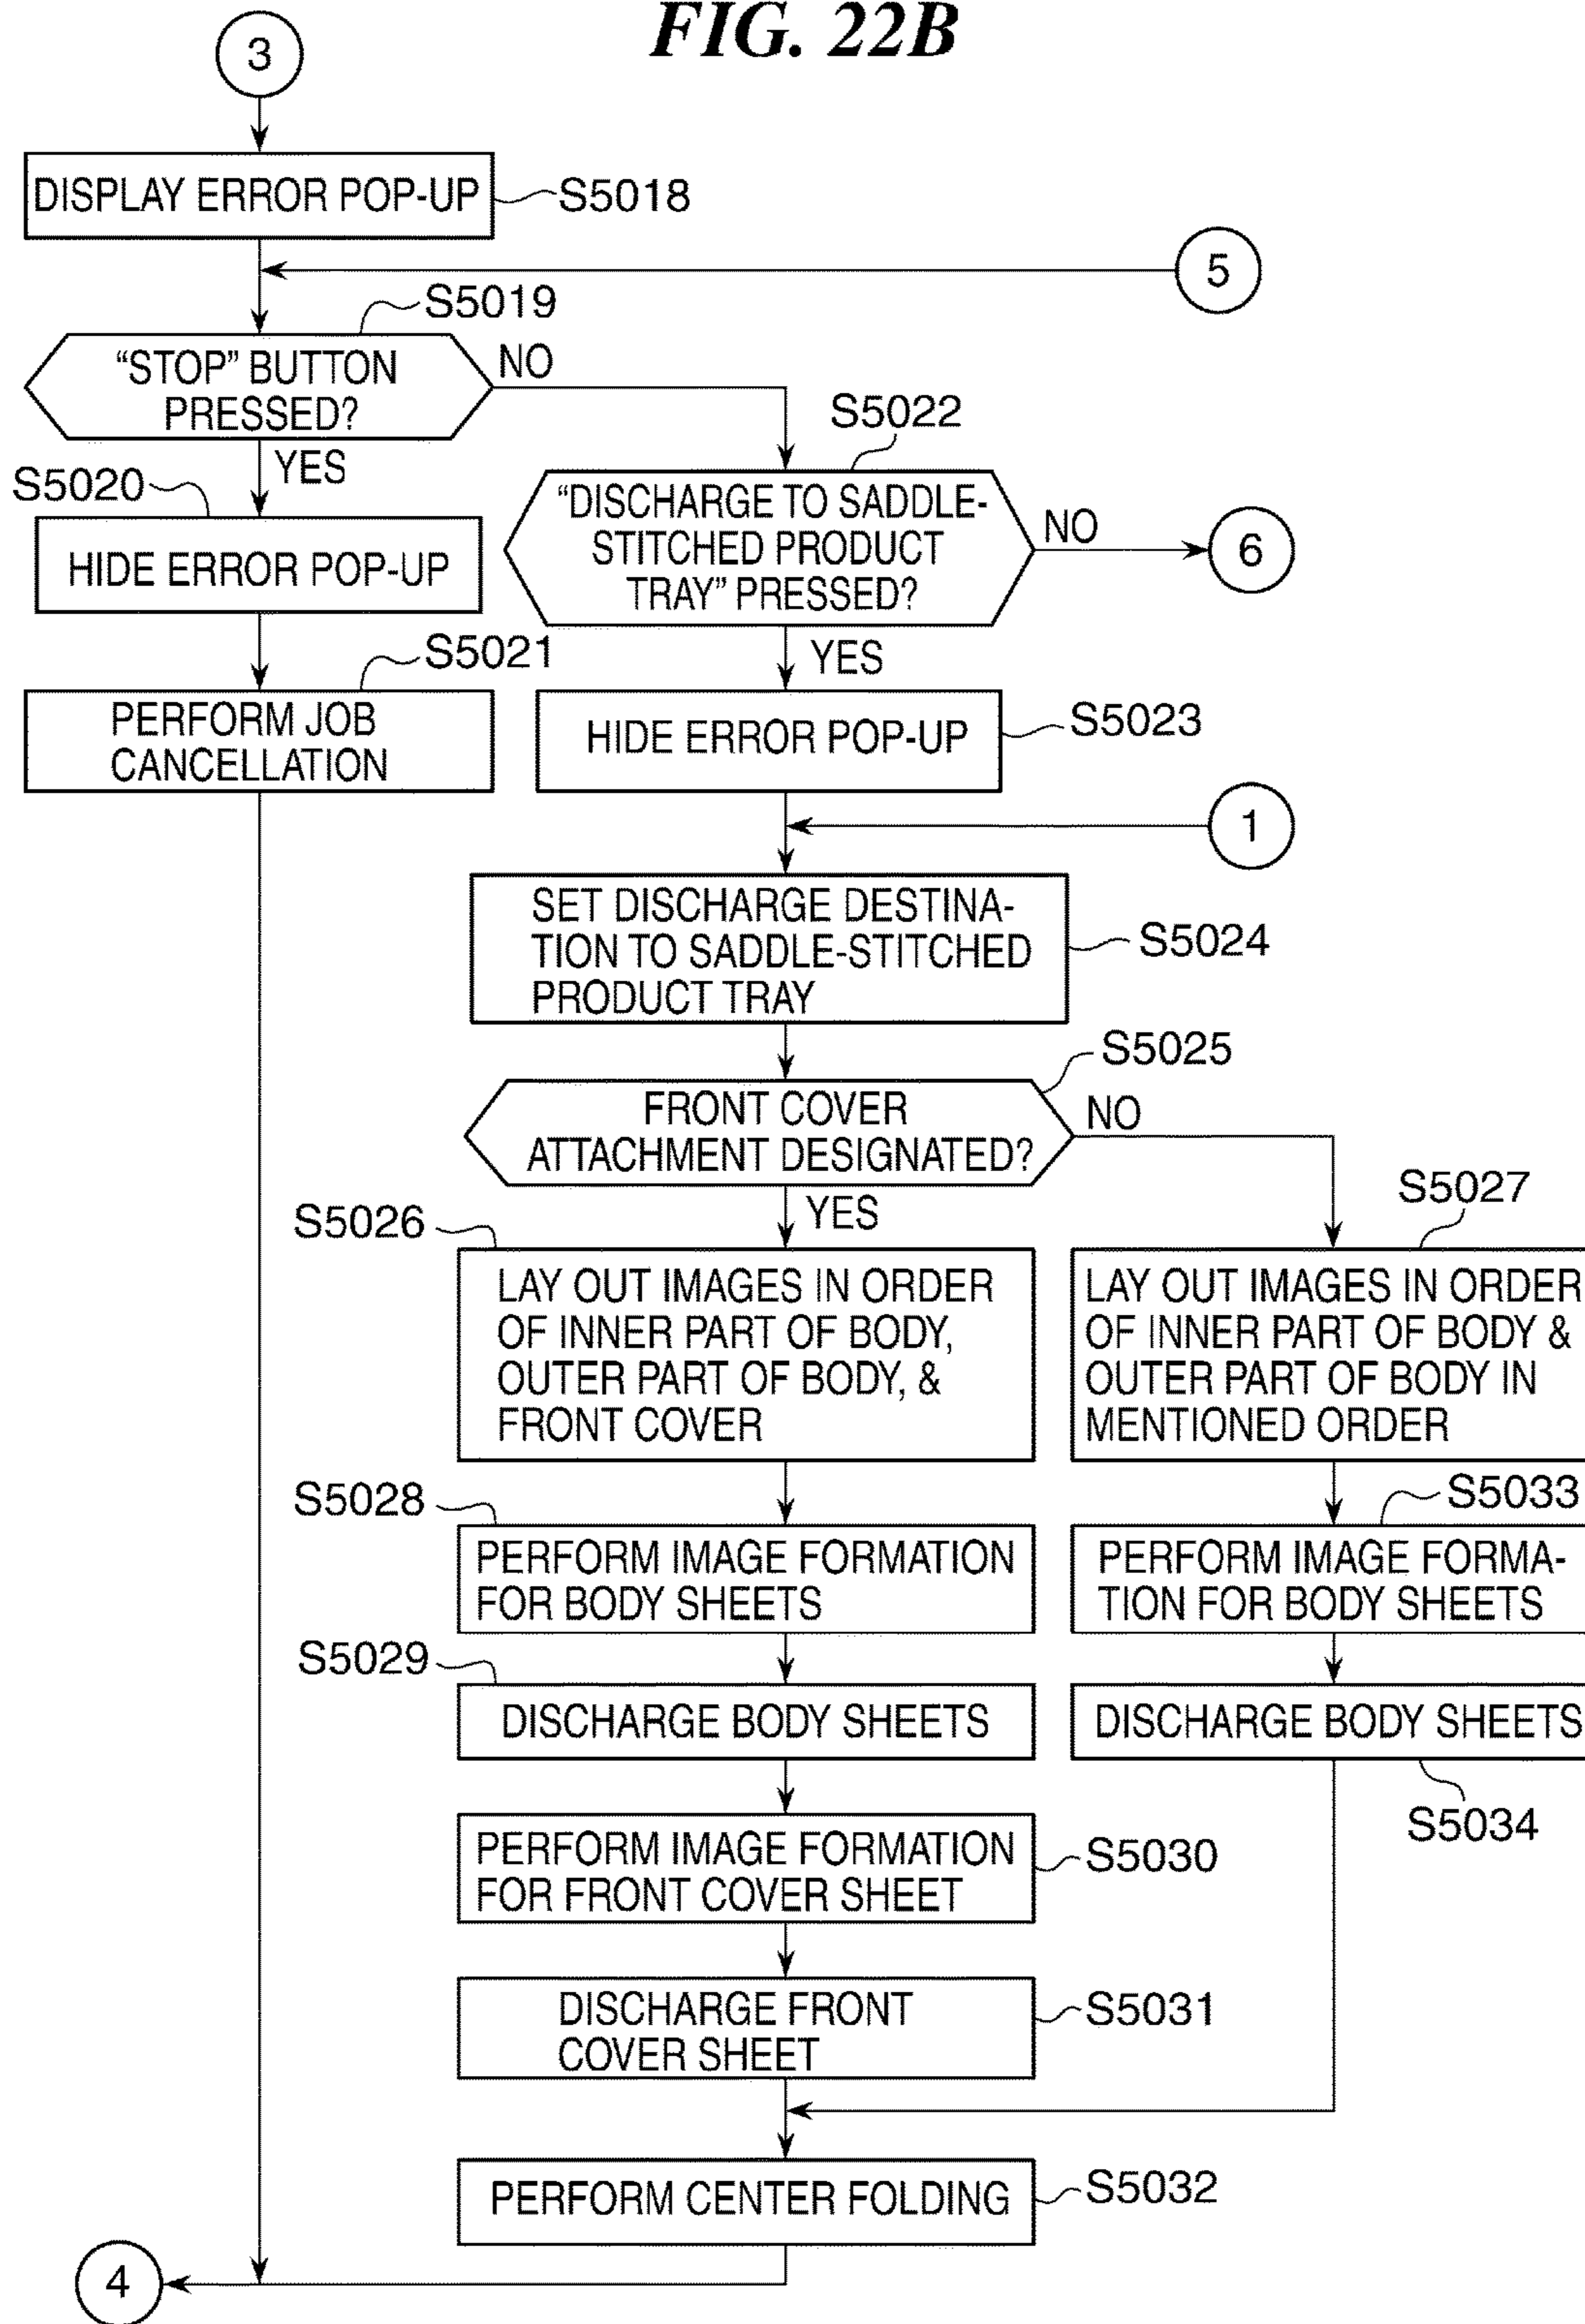 FIG. 22B
3
DISPLAY ERROR POP-UP
S5018
5
S5019
“STOP” BUTTON
PRESSED?
NO
YES
S5020
HIDE ERROR POP-UP
S5021
PERFORM JOB
CANCELLATION
S5022
“DISCHARGE TO SADDLE-
STITCHED PRODUCT
TRAY” PRESSED?
NO
6
YES
HIDE ERROR POP-UP
S5023
1
SET DISCHARGE DESTINA-
TION TO SADDLE-STITCHED
PRODUCT TRAY
S5024
S5025
FRONT COVER
ATTACHMENT DESIGNATED?
NO
YES
S5026
LAY OUT IMAGES IN ORDER
OF INNER PART OF BODY,
OUTER PART OF BODY, &
FRONT COVER
S5027
LAY OUT IMAGES IN ORDER
OF INNER PART OF BODY &
OUTER PART OF BODY IN
MENTIONED ORDER
S5028
PERFORM IMAGE FORMATION
FOR BODY SHEETS
S5033
PERFORM IMAGE FORMA-
TION FOR BODY SHEETS
S5029
DISCHARGE BODY SHEETS
DISCHARGE BODY SHEETS
S5034
PERFORM IMAGE FORMATION
FOR FRONT COVER SHEET
S5030
DISCHARGE FRONT
COVER SHEET
S5031
PERFORM CENTER FOLDING
S5032
4